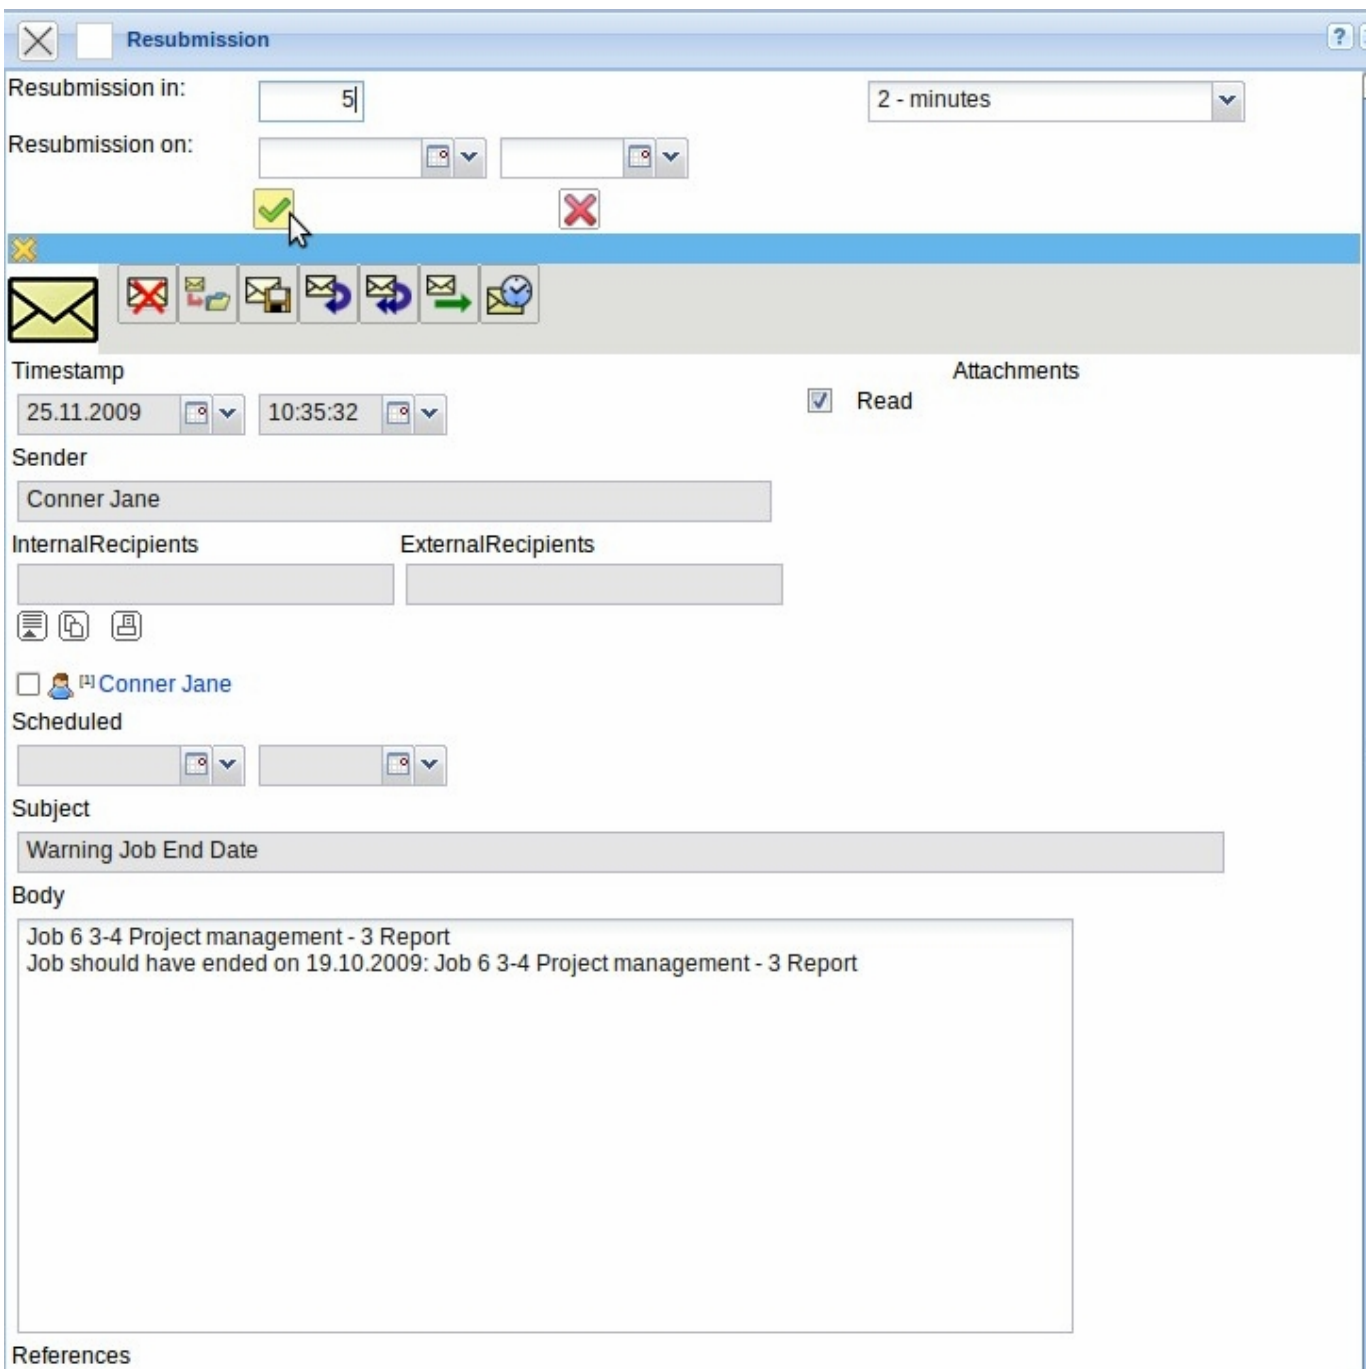 Resubmission
?
Resubmission in:
5
2 - minutes
Resubmission on:
Timestamp
Attachments
25.11.2009
10:35:32
Read
Sender
Conner Jane
InternalRecipients
ExternalRecipients
[1] Conner Jane
Scheduled
Subject
Warning Job End Date
Body
Job 6 3-4 Project management - 3 Report
Job should have ended on 19.10.2009: Job 6 3-4 Project management - 3 Report
References